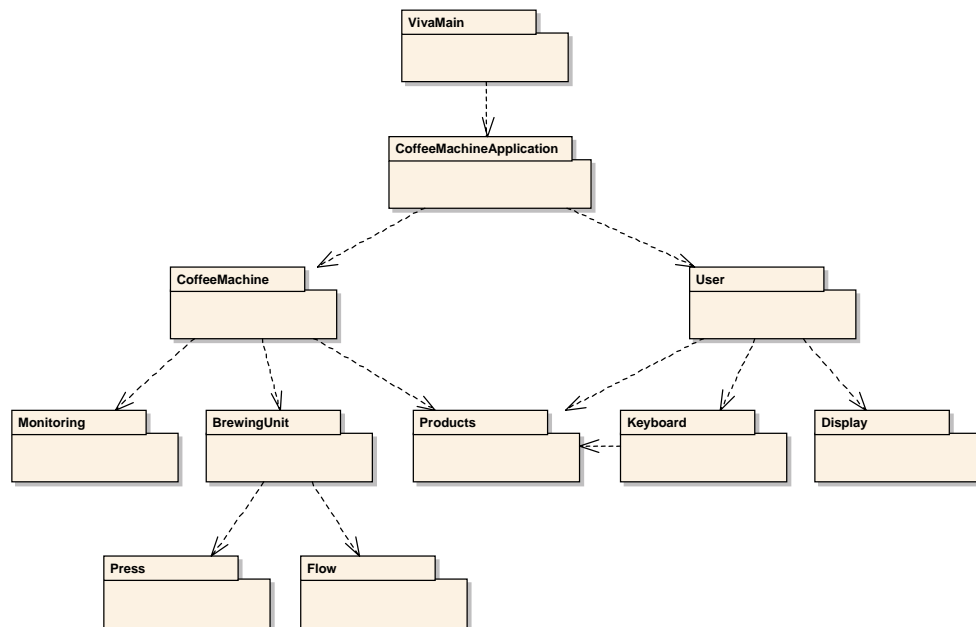 VivaMain
CoffeeMachineApplication
CoffeeMachine
User
Monitoring
BrewingUnit
Products
Keyboard
Display
Press
Flow